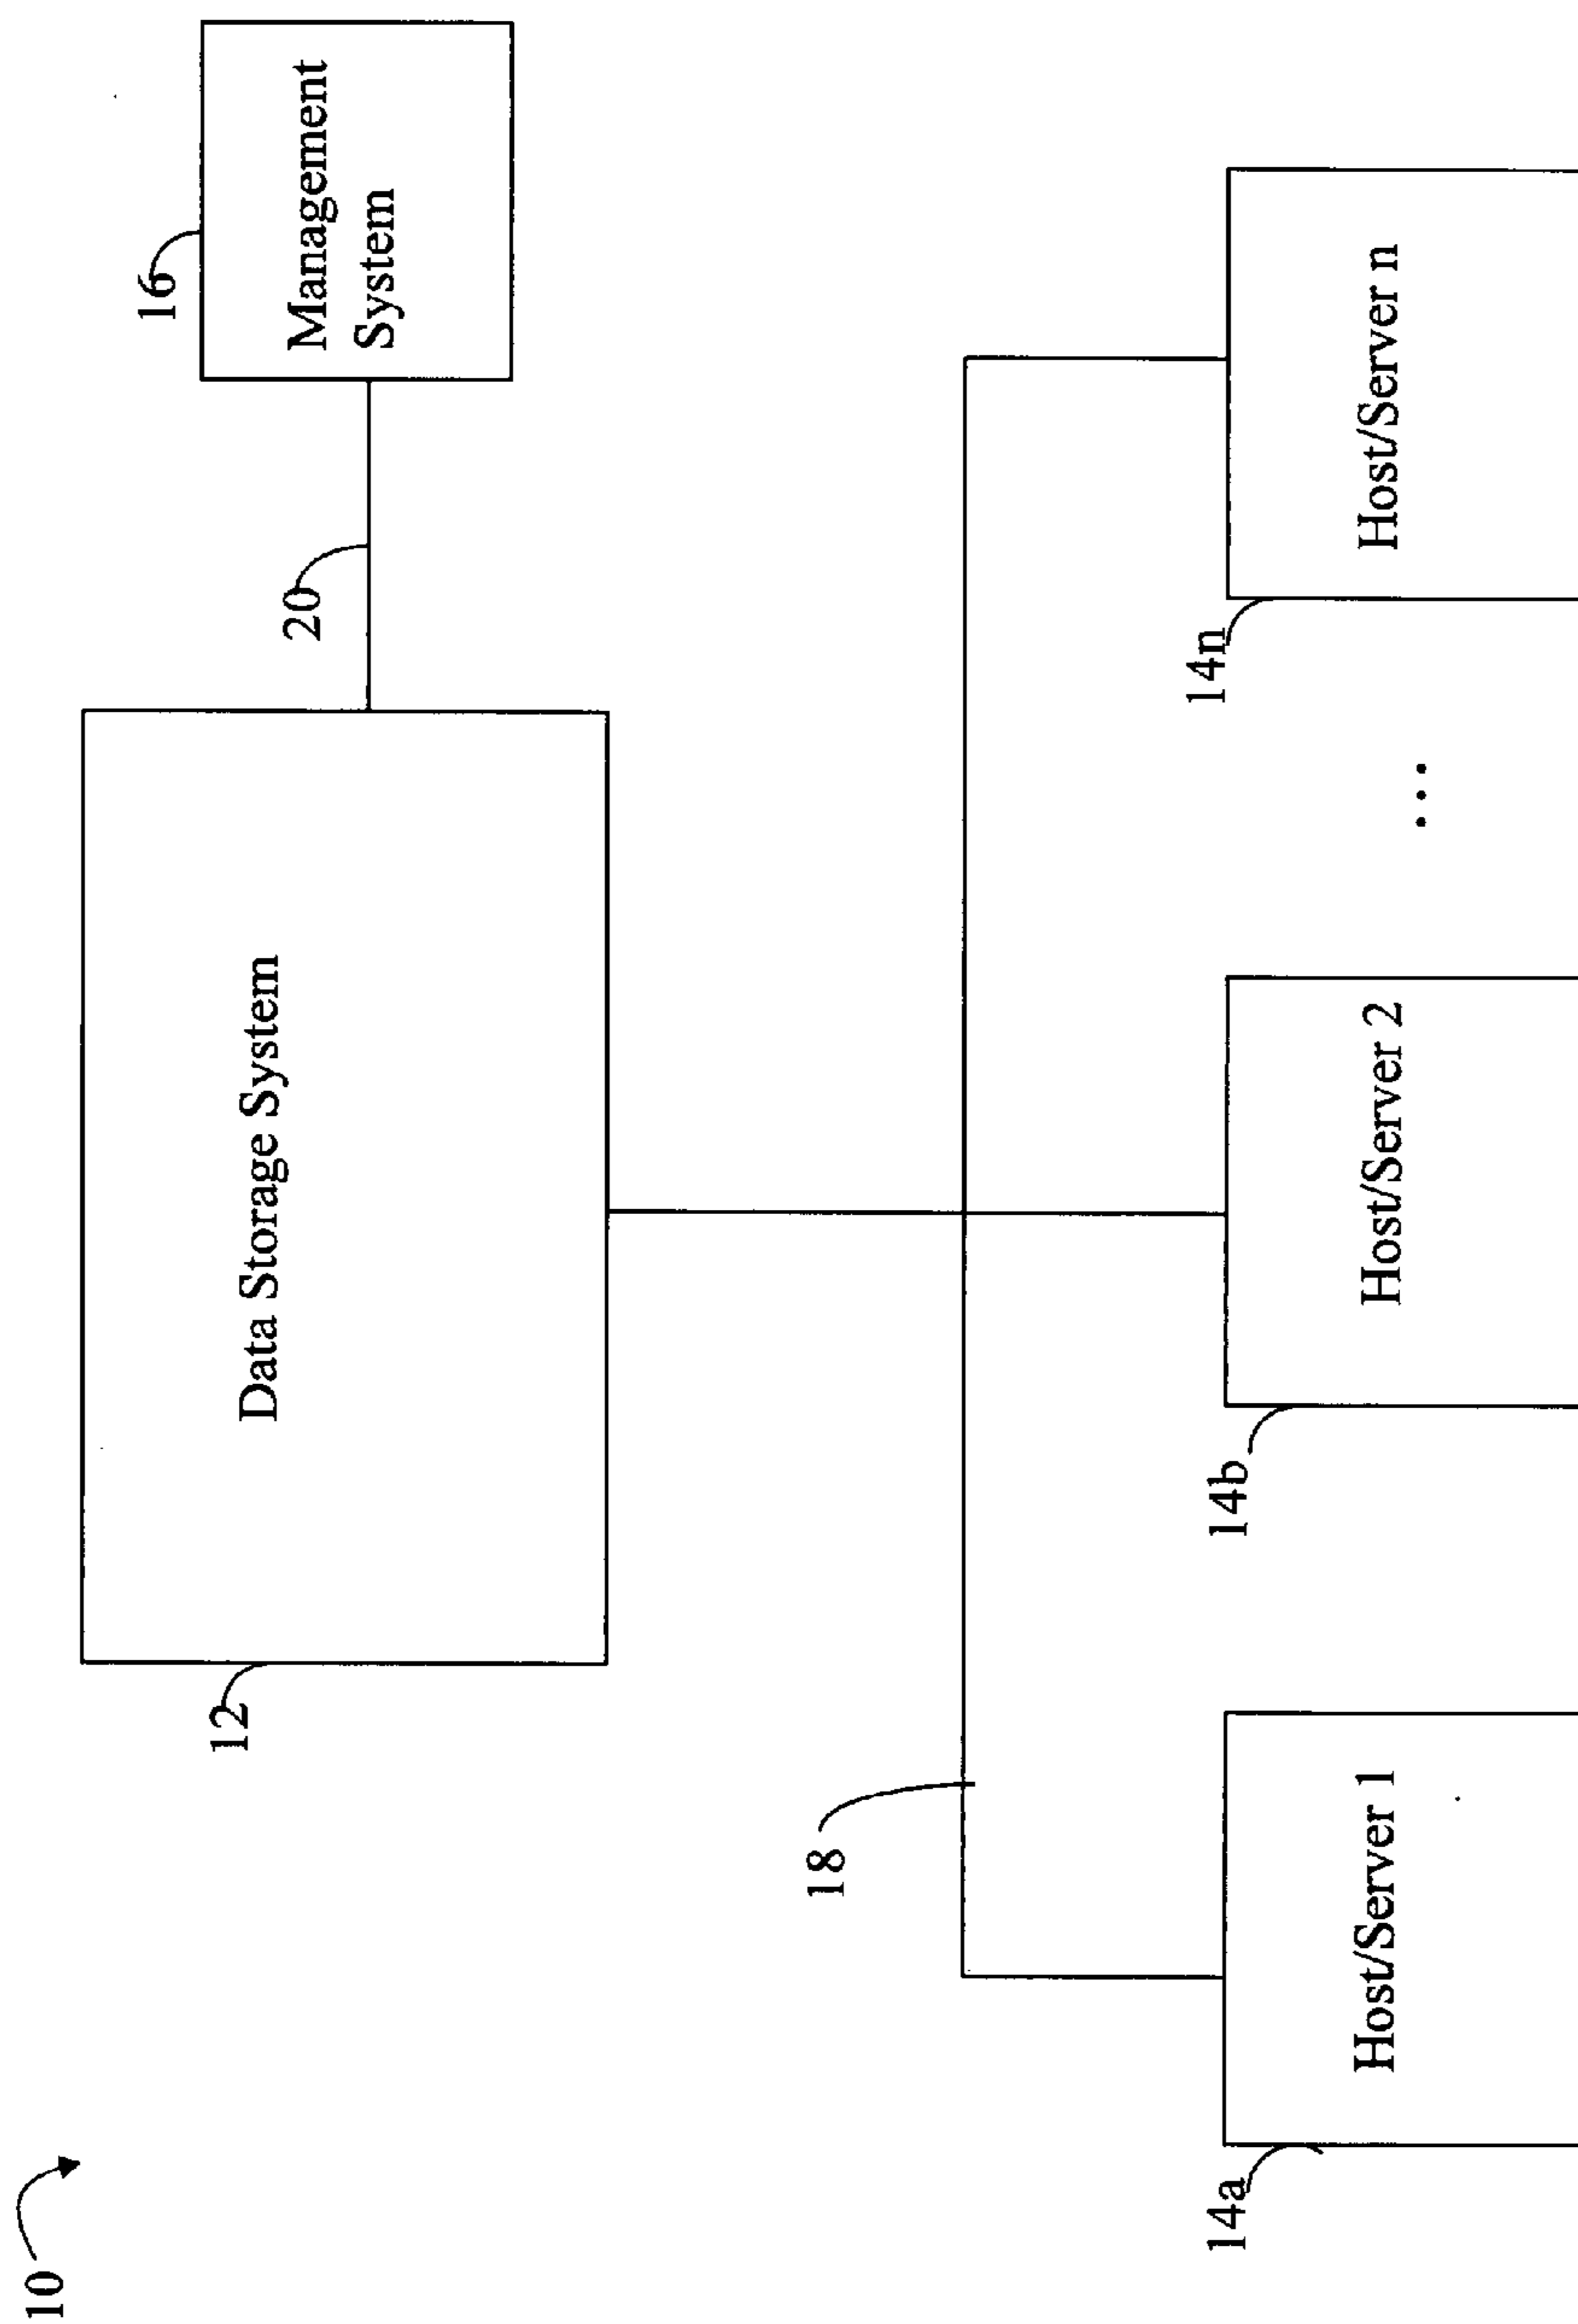 10
12
Data Storage System
20
16
Management
System
18
14a
Host/Server 1
14b
Host/Server 2
...
14n
Host/Server n